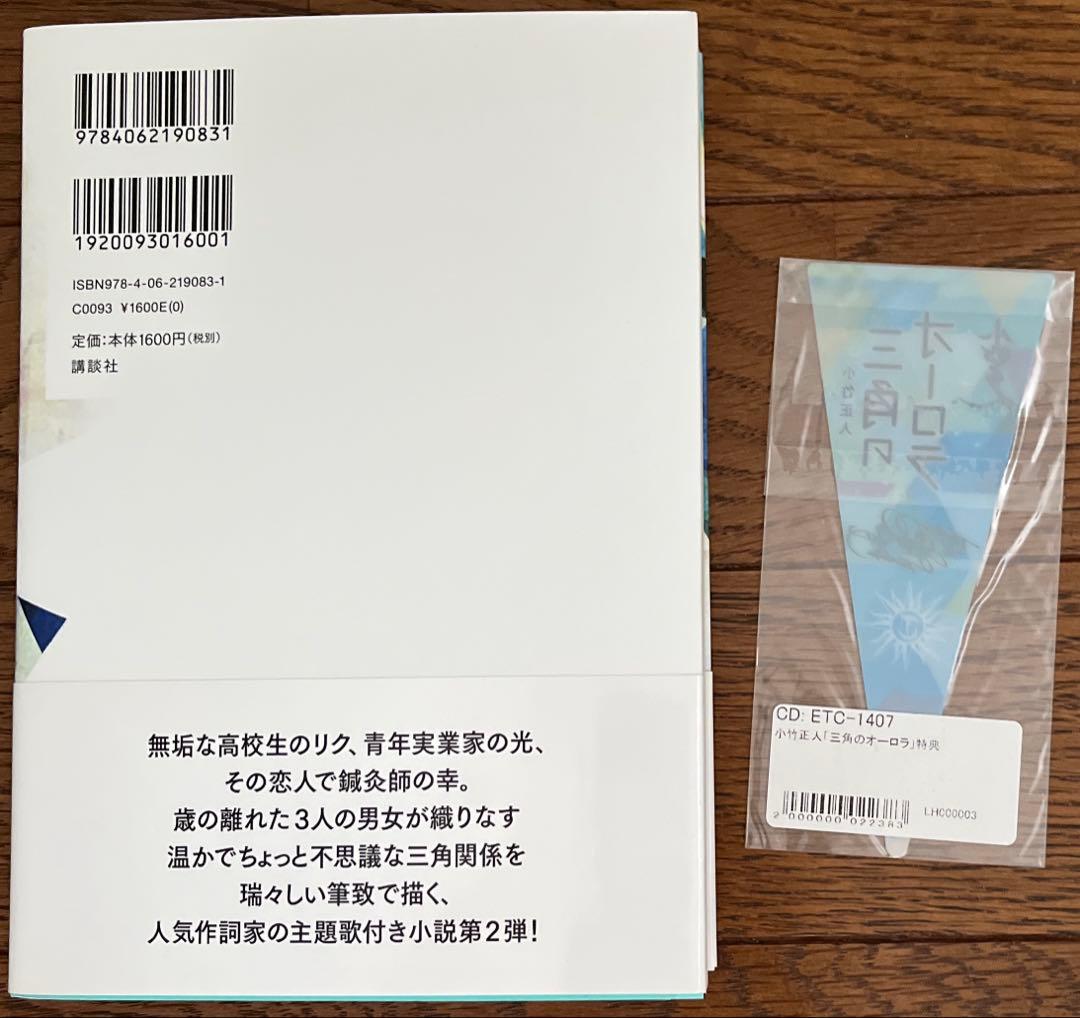 9784062190831
1920093016001
ISBN978-4-06-219083-1
C0093 ¥1600E(0)
定価:本体1600円(税別)
講談社
無垢な高校生のリク、青年実業家の光、
その恋人で鍼灸師の幸。
歳の離れた3人の男女が織りなす
温かでちょっと不思議な三角関係を
瑞々しい筆致で描く、
人気作詞家の主題歌付き小説第2弾!
三角の
オーロラ
小竹正人
CD: ETC-1407
小竹正人「三角のオーロラ」特典
2 000000 022383
LH000003